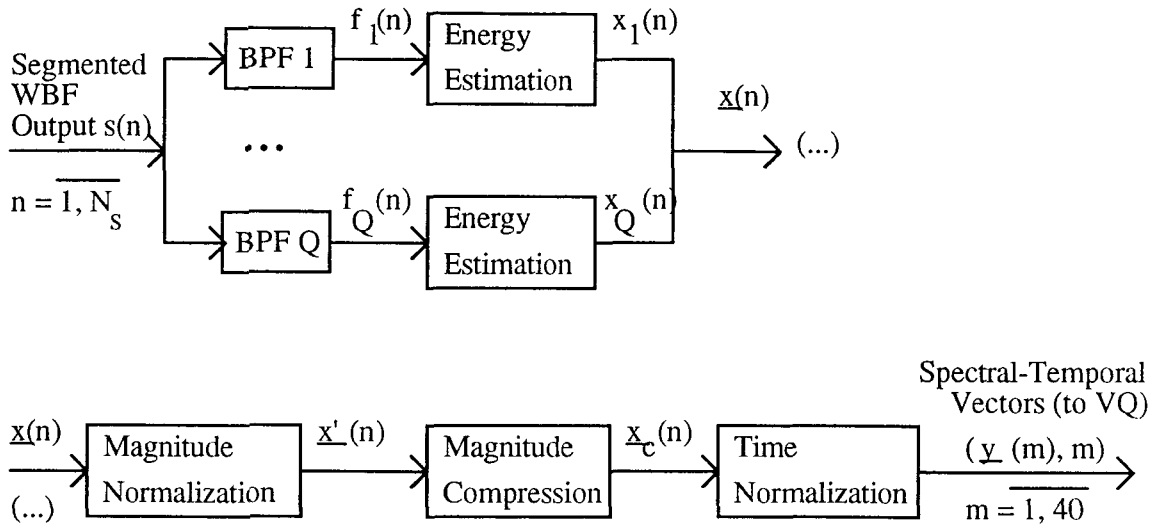 Segmented
WBF
Output s(n)
n = 1, N_s
BPF 1
f_1(n)
Energy
Estimation
x_1(n)
...
BPF Q
f_Q(n)
Energy
Estimation
x_Q(n)
x(n)
(...)
x(n)
(...)
Magnitude
Normalization
x'(n)
Magnitude
Compression
x_c(n)
Time
Normalization
Spectral-Temporal
Vectors (to VQ)
(y(m), m)
m = 1, 40